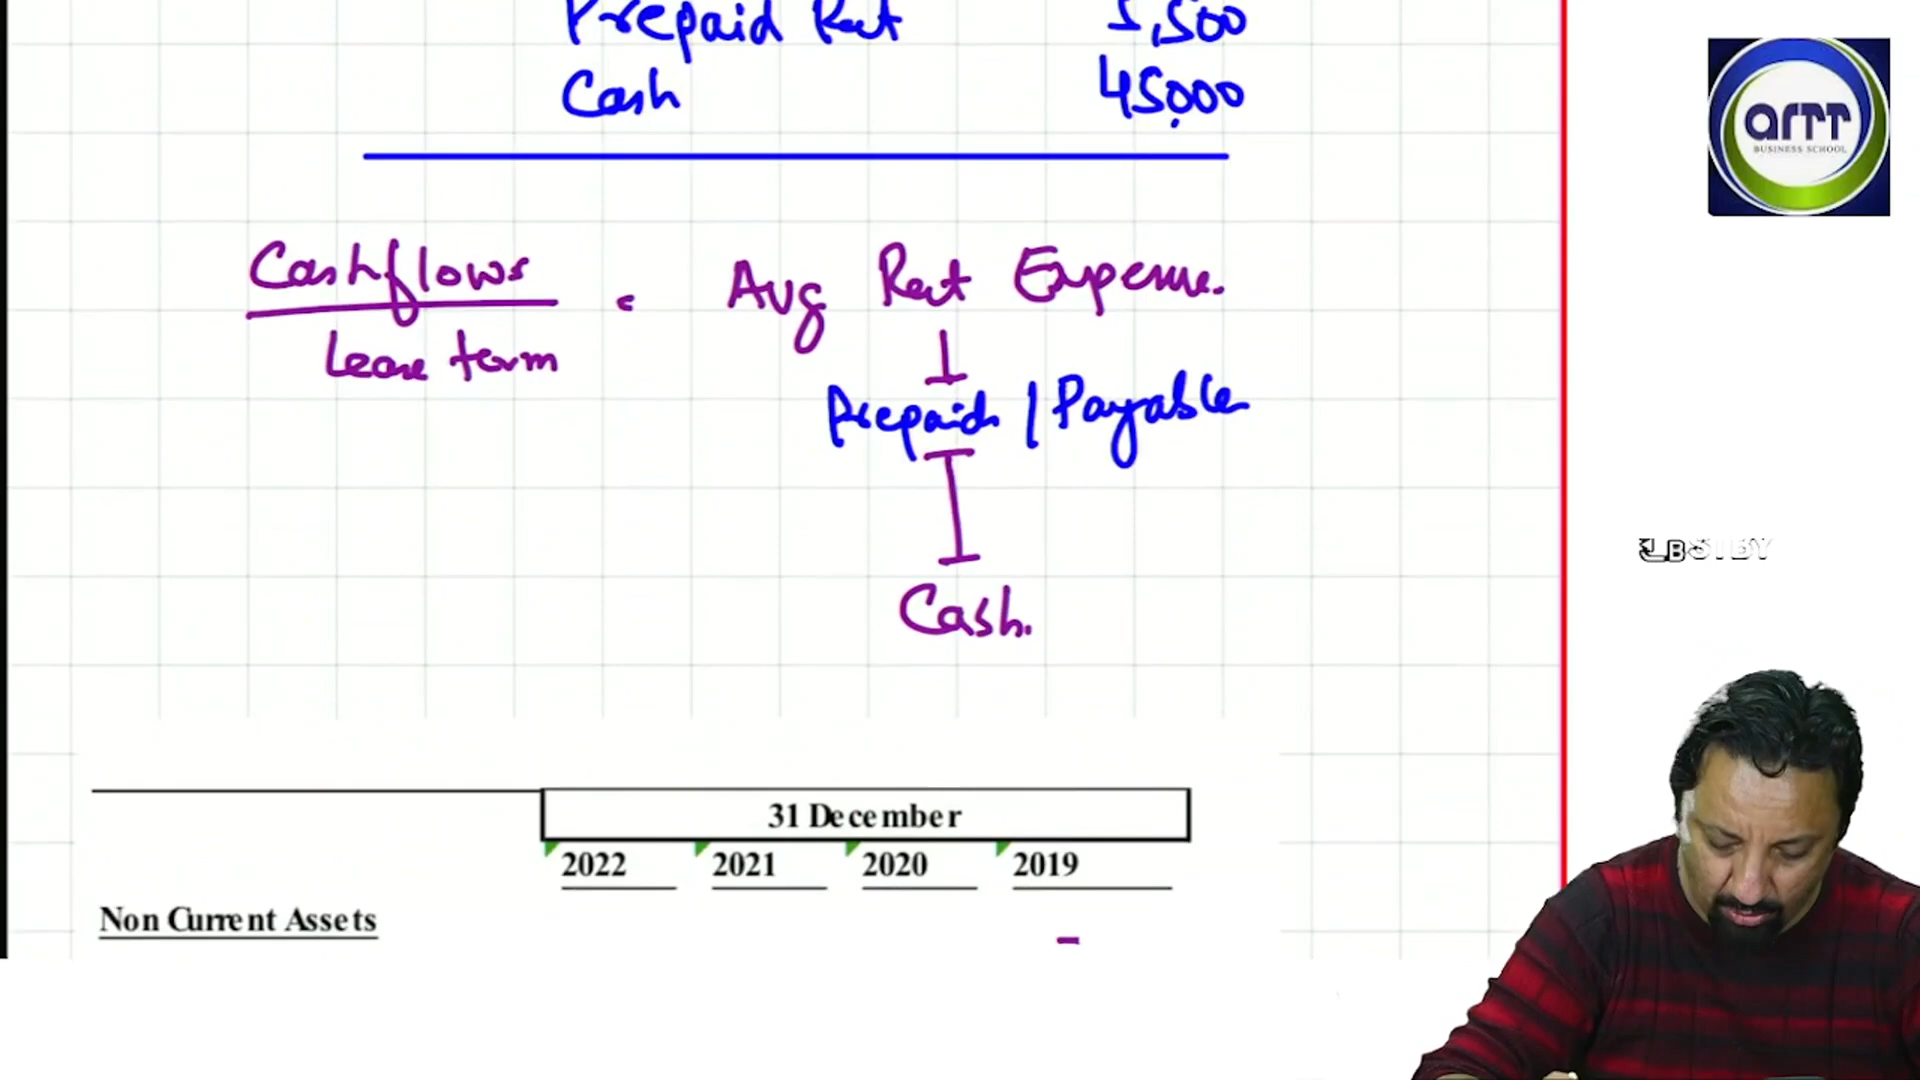 Prepaid Rent 5,500
Cash 45,000
Cashflows
Lease term
= Avg Rent Expense.
Prepaid / Payable
Cash.
31 December
2022 2021 2020 2019
Non Current Assets
-
artt
BUSINESS SCHOOL